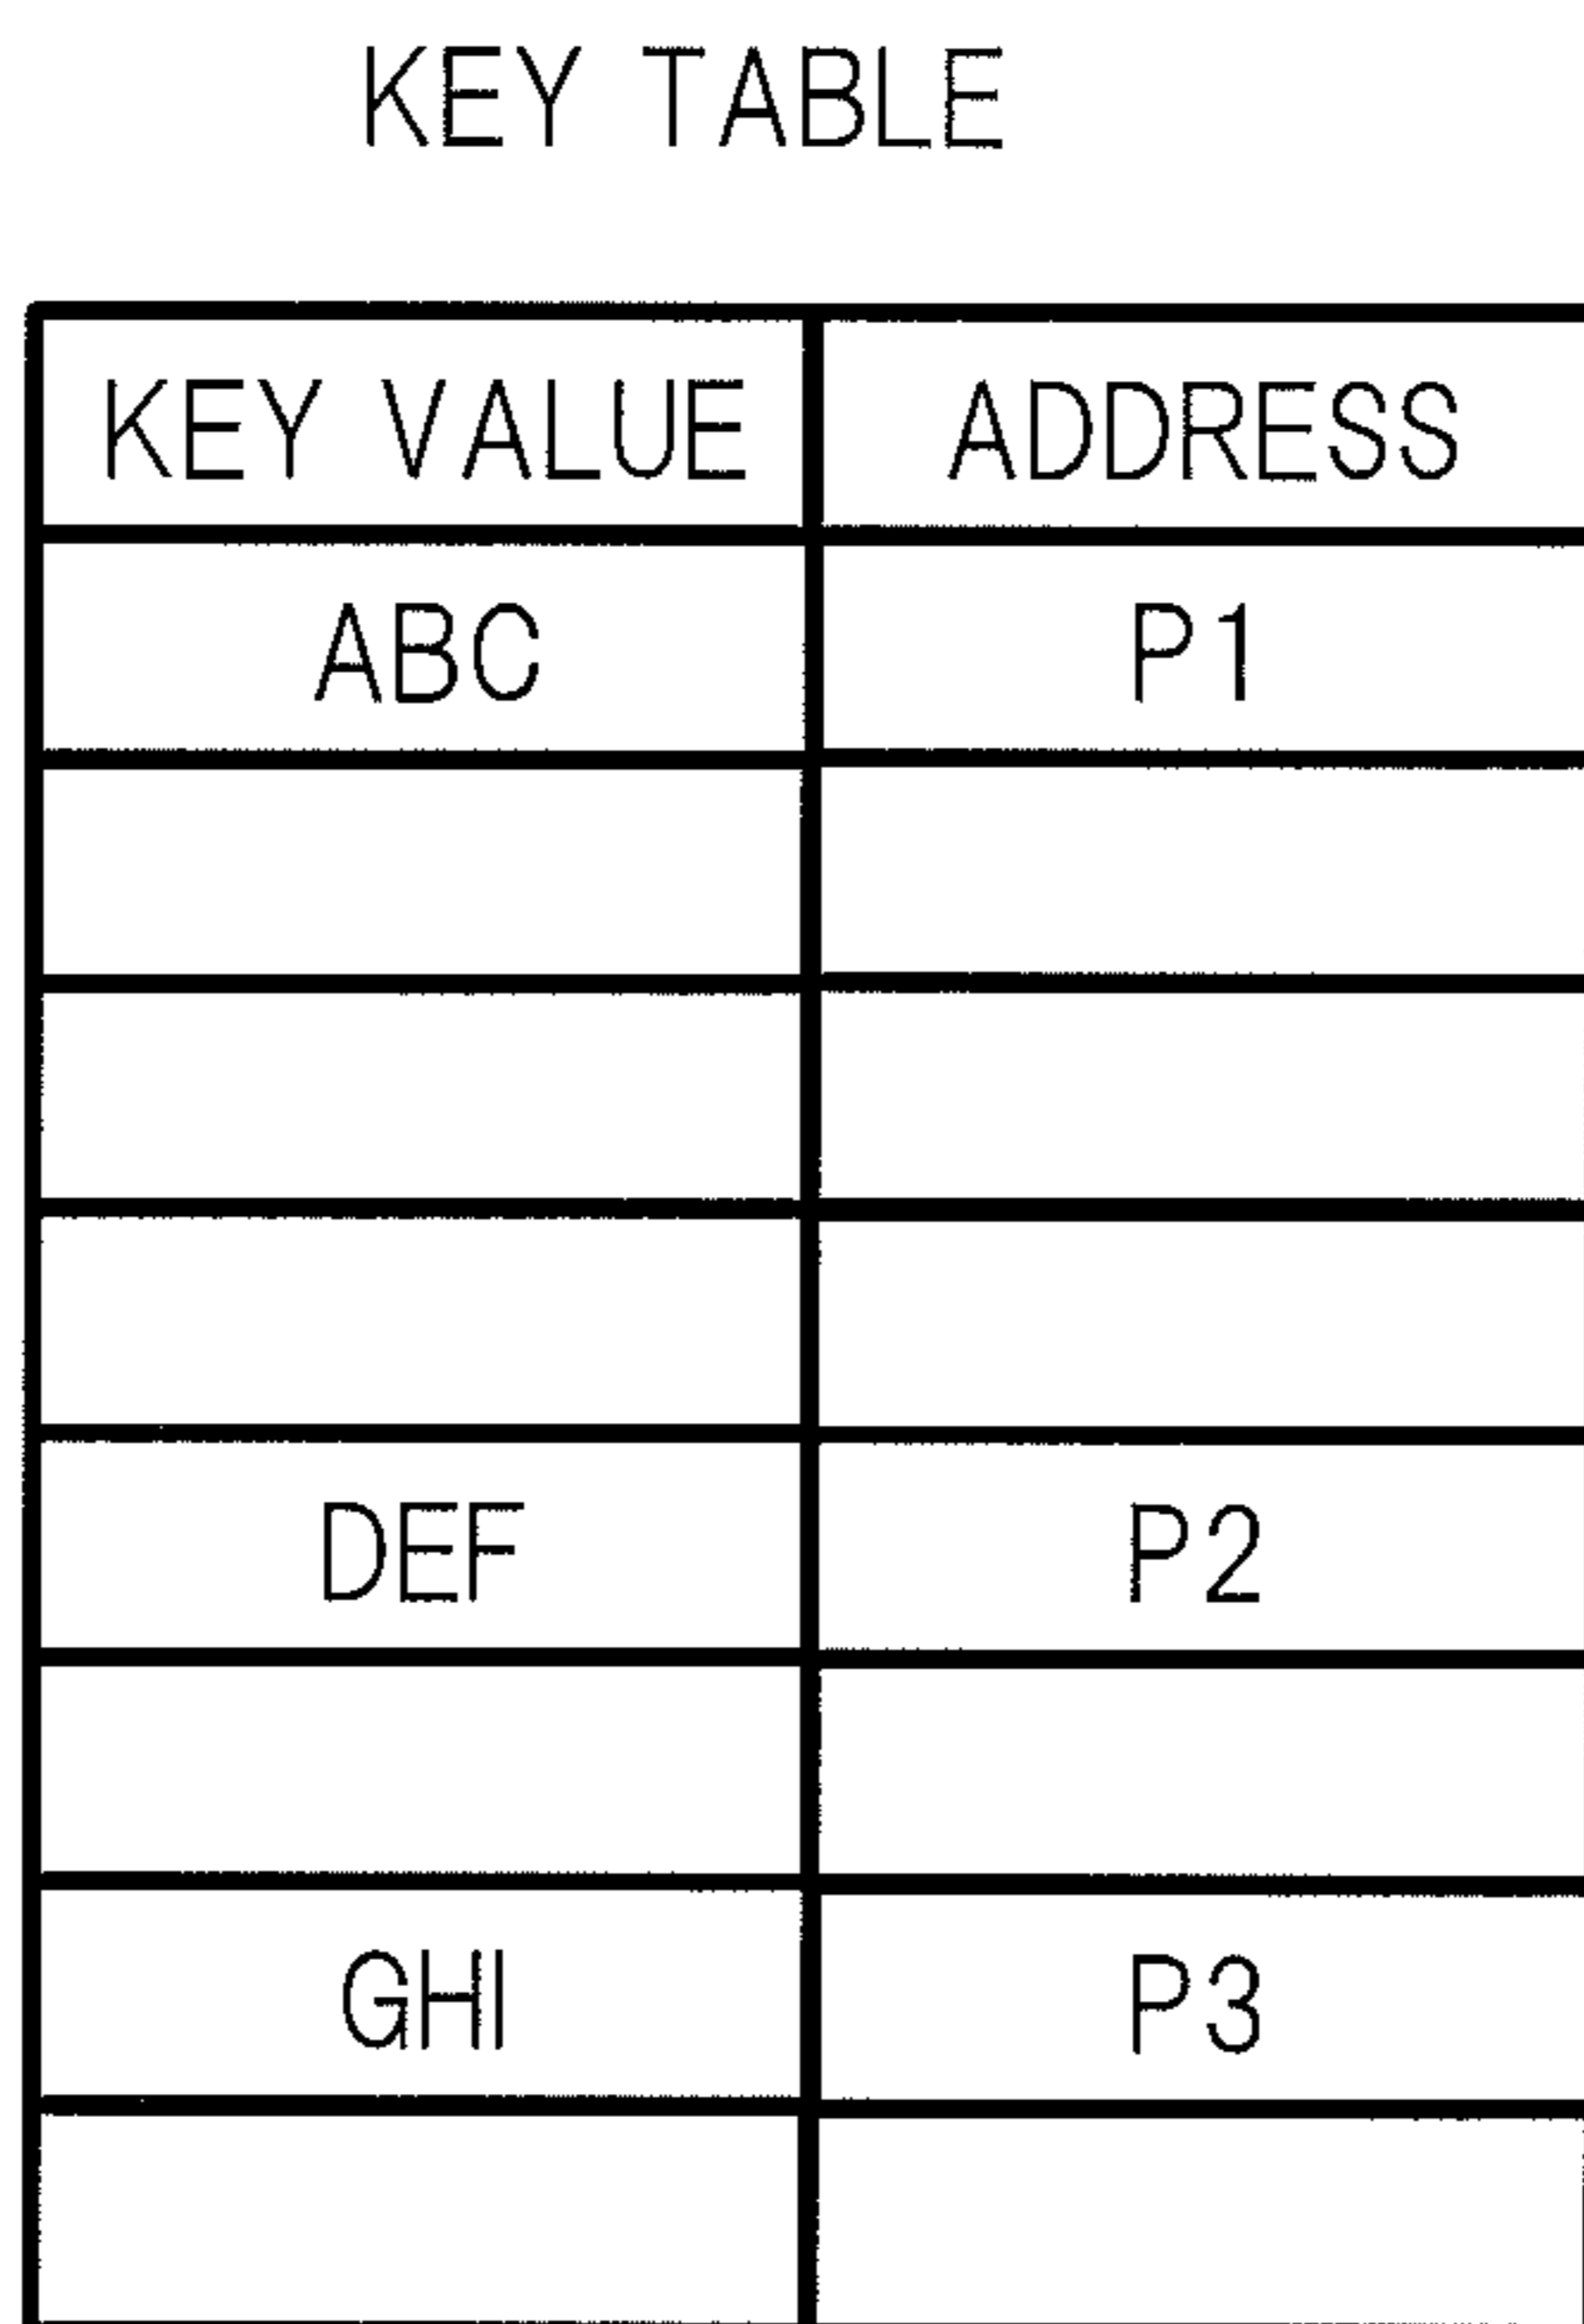 KEY TABLE
KEY VALUE ADDRESS
ABC P1
DEF P2
GHI P3